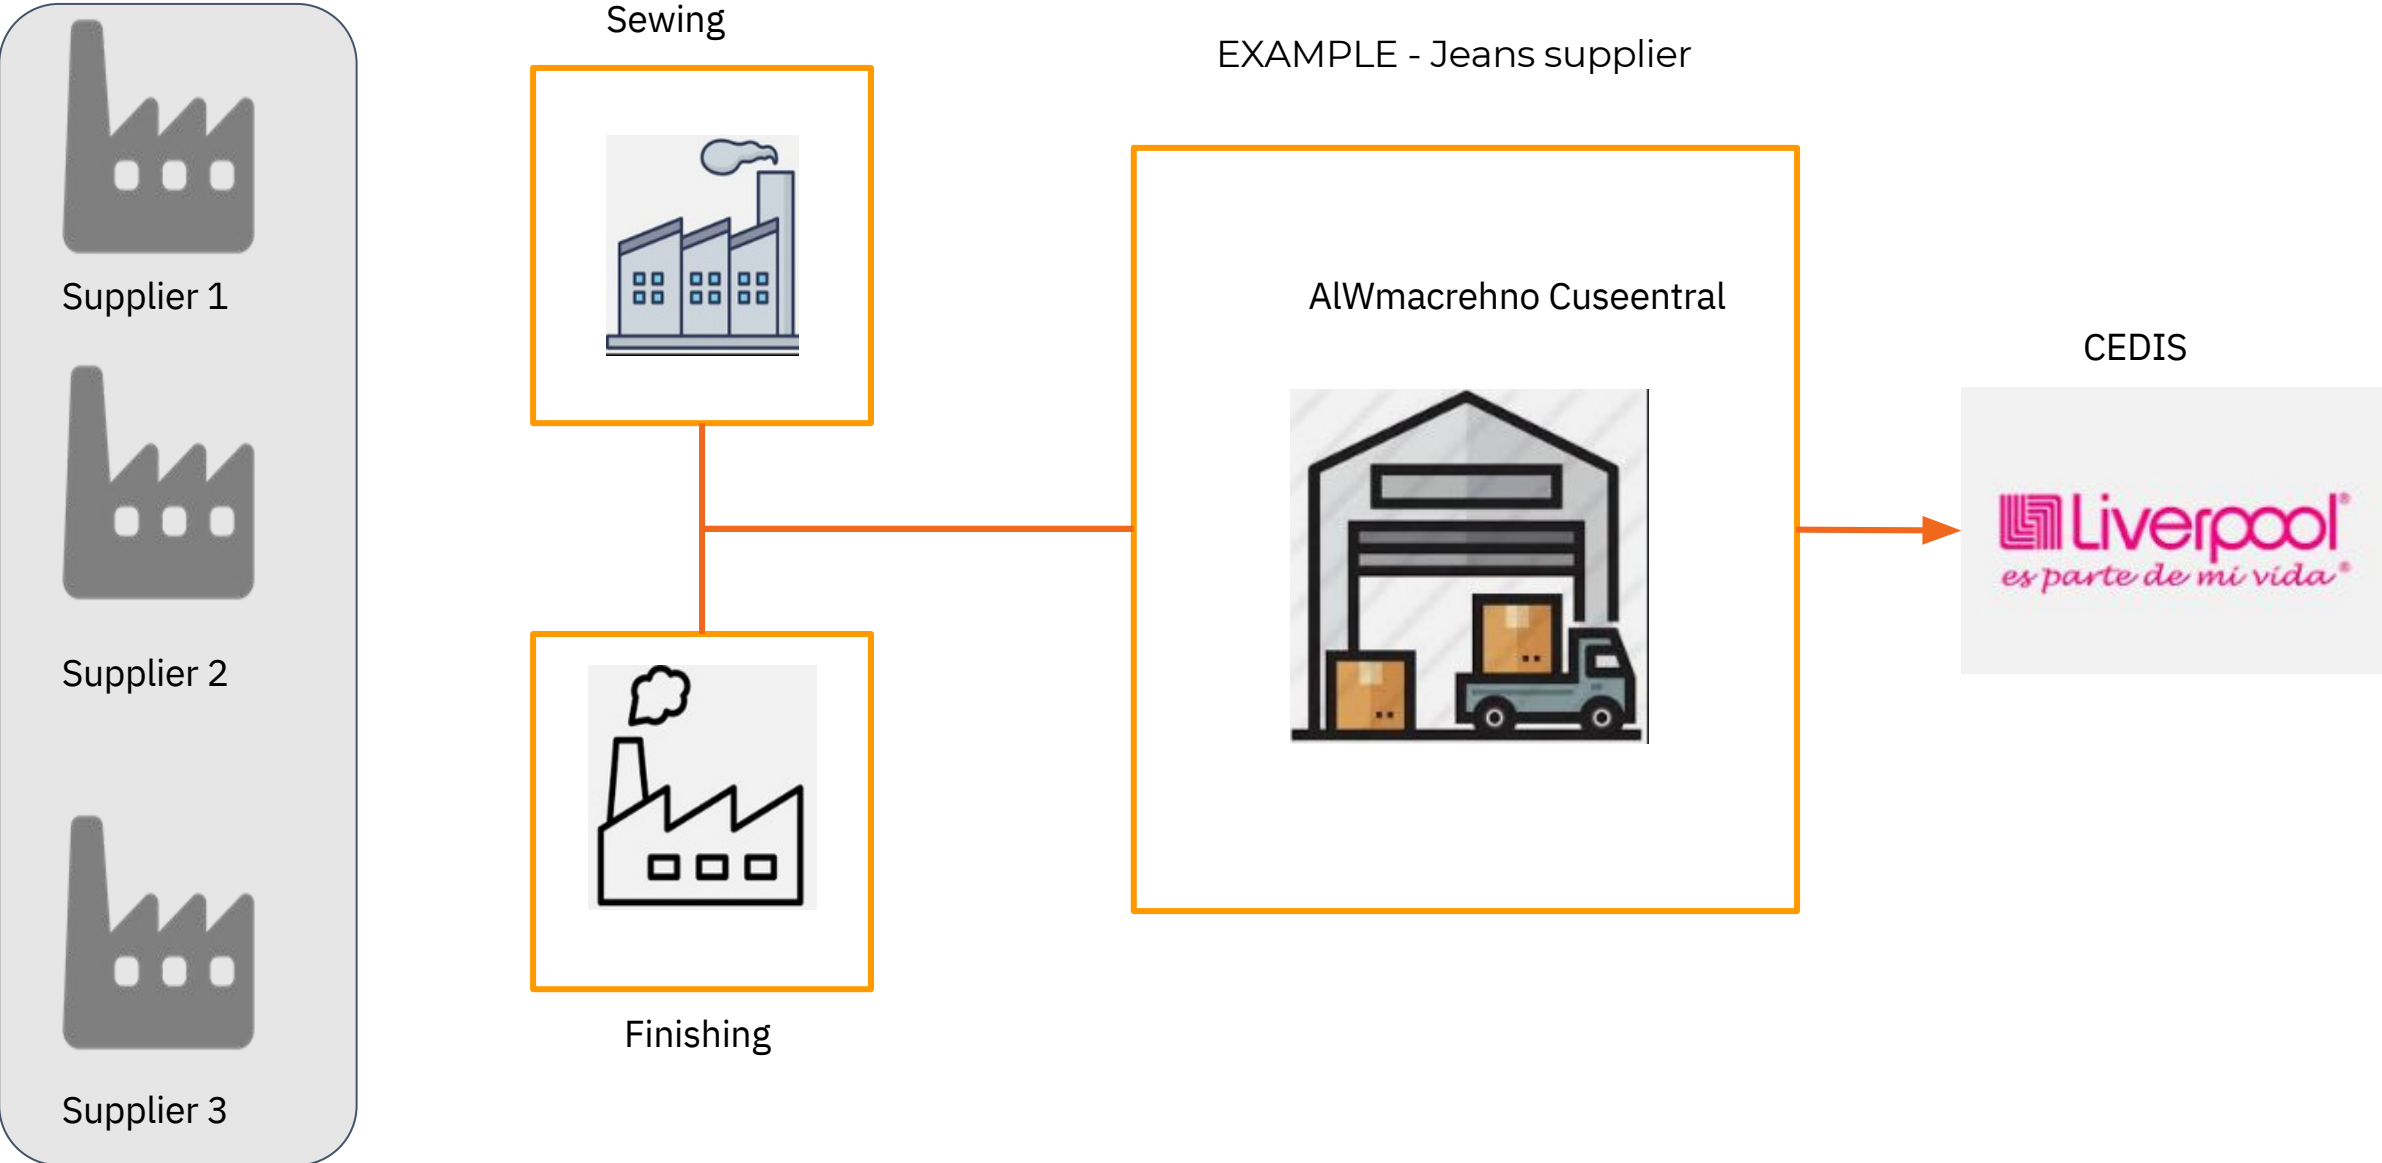 Sewing
EXAMPLE - Jeans supplier
Supplier 1
AlWmacrehno Cuseentral
CEDIS
Liverpool®
es parte de mi vida®
Supplier 2
Finishing
Supplier 3